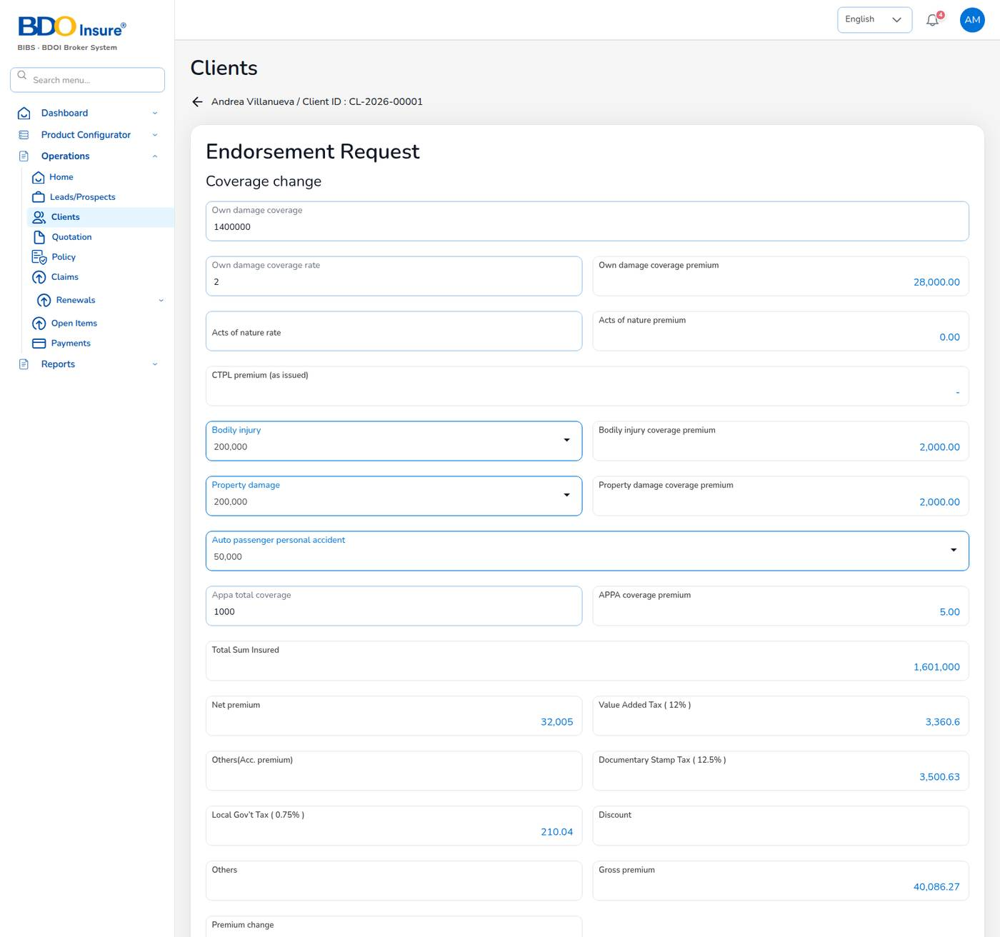 BDO Insure®
BIBS · BDOI Broker System
Search menu...
Dashboard
Product Configurator
Operations
Home
Leads/Prospects
Clients
Quotation
Policy
Claims
Renewals
Open Items
Payments
Reports
English
4
AM
Clients
Andrea Villanueva / Client ID : CL-2026-00001
Endorsement Request
Coverage change
Own damage coverage
1400000
Own damage coverage rate
2
Own damage coverage premium
28,000.00
Acts of nature rate
Acts of nature premium
0.00
CTPL premium (as issued)
-
Bodily injury
200,000
Bodily injury coverage premium
2,000.00
Property damage
200,000
Property damage coverage premium
2,000.00
Auto passenger personal accident
50,000
Appa total coverage
1000
APPA coverage premium
5.00
Total Sum Insured
1,601,000
Net premium
32,005
Value Added Tax ( 12% )
3,360.6
Others(Acc. premium)
Documentary Stamp Tax ( 12.5% )
3,500.63
Local Gov't Tax ( 0.75% )
210.04
Discount
Others
Gross premium
40,086.27
Premium change